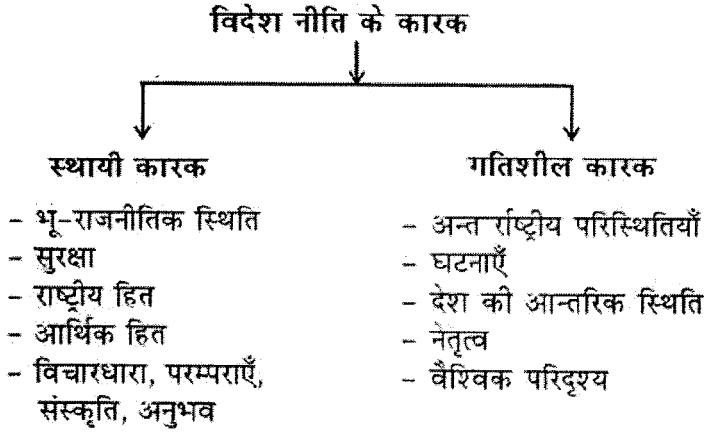 विदेश नीति के कारक
स्थायी कारक
- भू-राजनीतिक स्थिति
- सुरक्षा
- राष्ट्रीय हित
- आर्थिक हित
- विचारधारा, परम्पराएँ,
संस्कृति, अनुभव
गतिशील कारक
- अन्त र्राष्ट्रीय परिस्थितियाँ
- घटनाएँ
- देश की आन्तरिक स्थिति
- नेतृत्व
- वैश्विक परिदृश्य